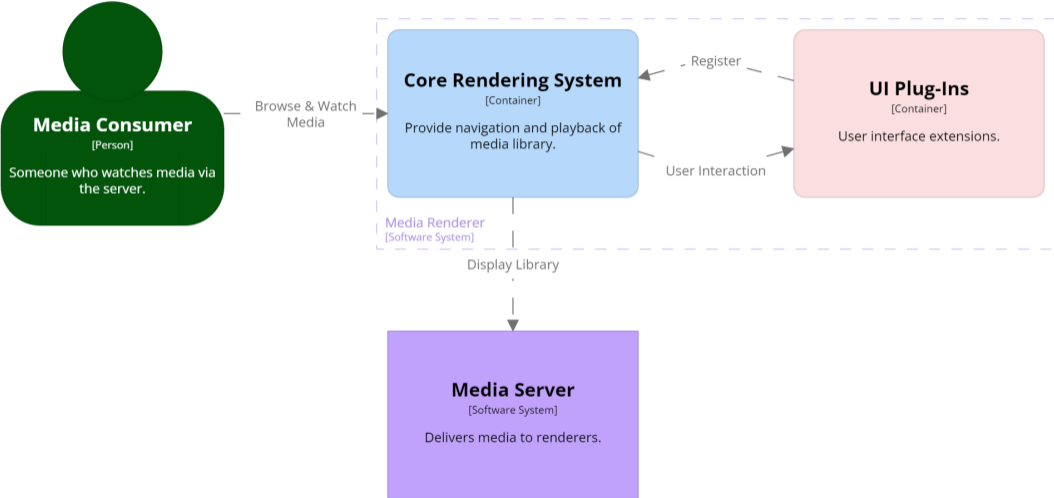 Media Consumer
[Person]
Someone who watches media via
the server.
Browse & Watch
Media
Core Rendering System
[Container]
Provide navigation and playback of
media library.
Register
User Interaction
UI Plug-Ins
[Container]
User interface extensions.
Media Renderer
[Software System]
Display Library
Media Server
[Software System]
Delivers media to renderers.